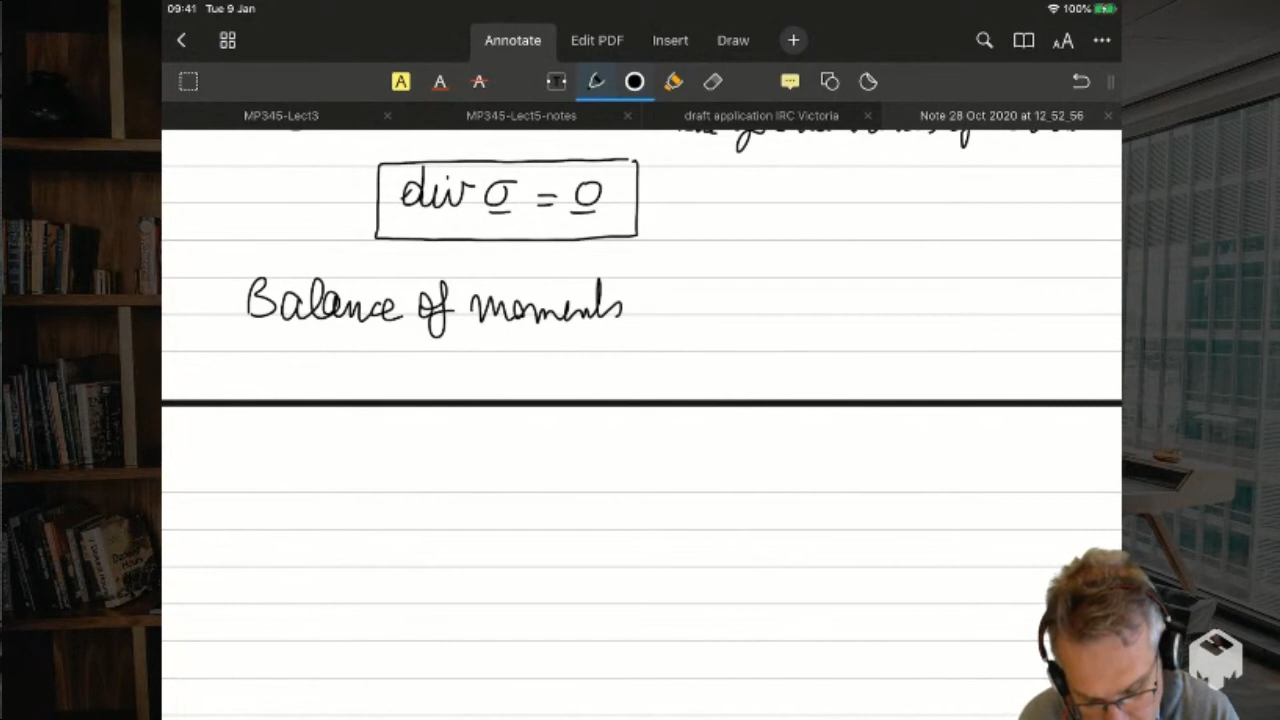 09:41 Tue 9 Jan
100%
Annotate Edit PDF Insert Draw
A A A T AA
MP345-Lect3 MP345-Lect5-notes draft application IRC Victoria Note 28 Oct 2020 at 12_52_56
div σ = 0
Balance of moments